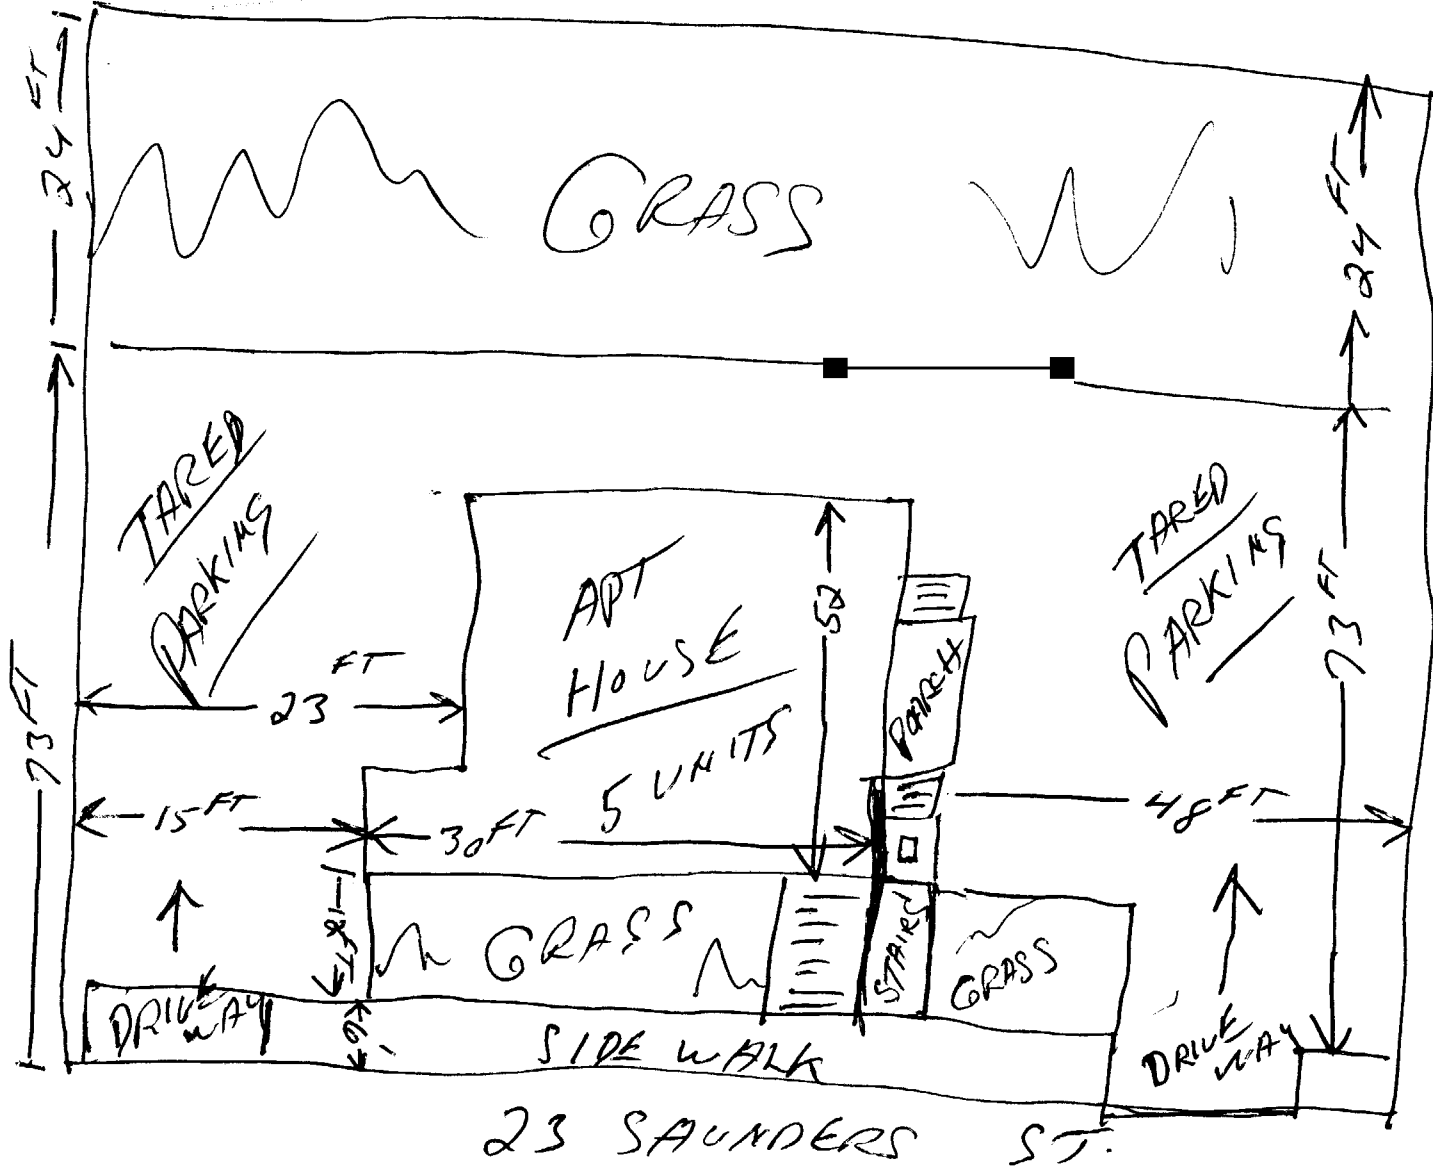 24 FT
GRASS
24 FT
TARED
PARKING
TARED
PARKING
APT
HOUSE
5 UNITS
52
PORCH
73 FT
73 FT
23 FT
15 FT
30 FT
48 FT
GRASS
STAIRS
GRASS
DRIVE
WAY
6'
SIDE WALK
DRIVE
WAY
23 SAUNDERS ST.